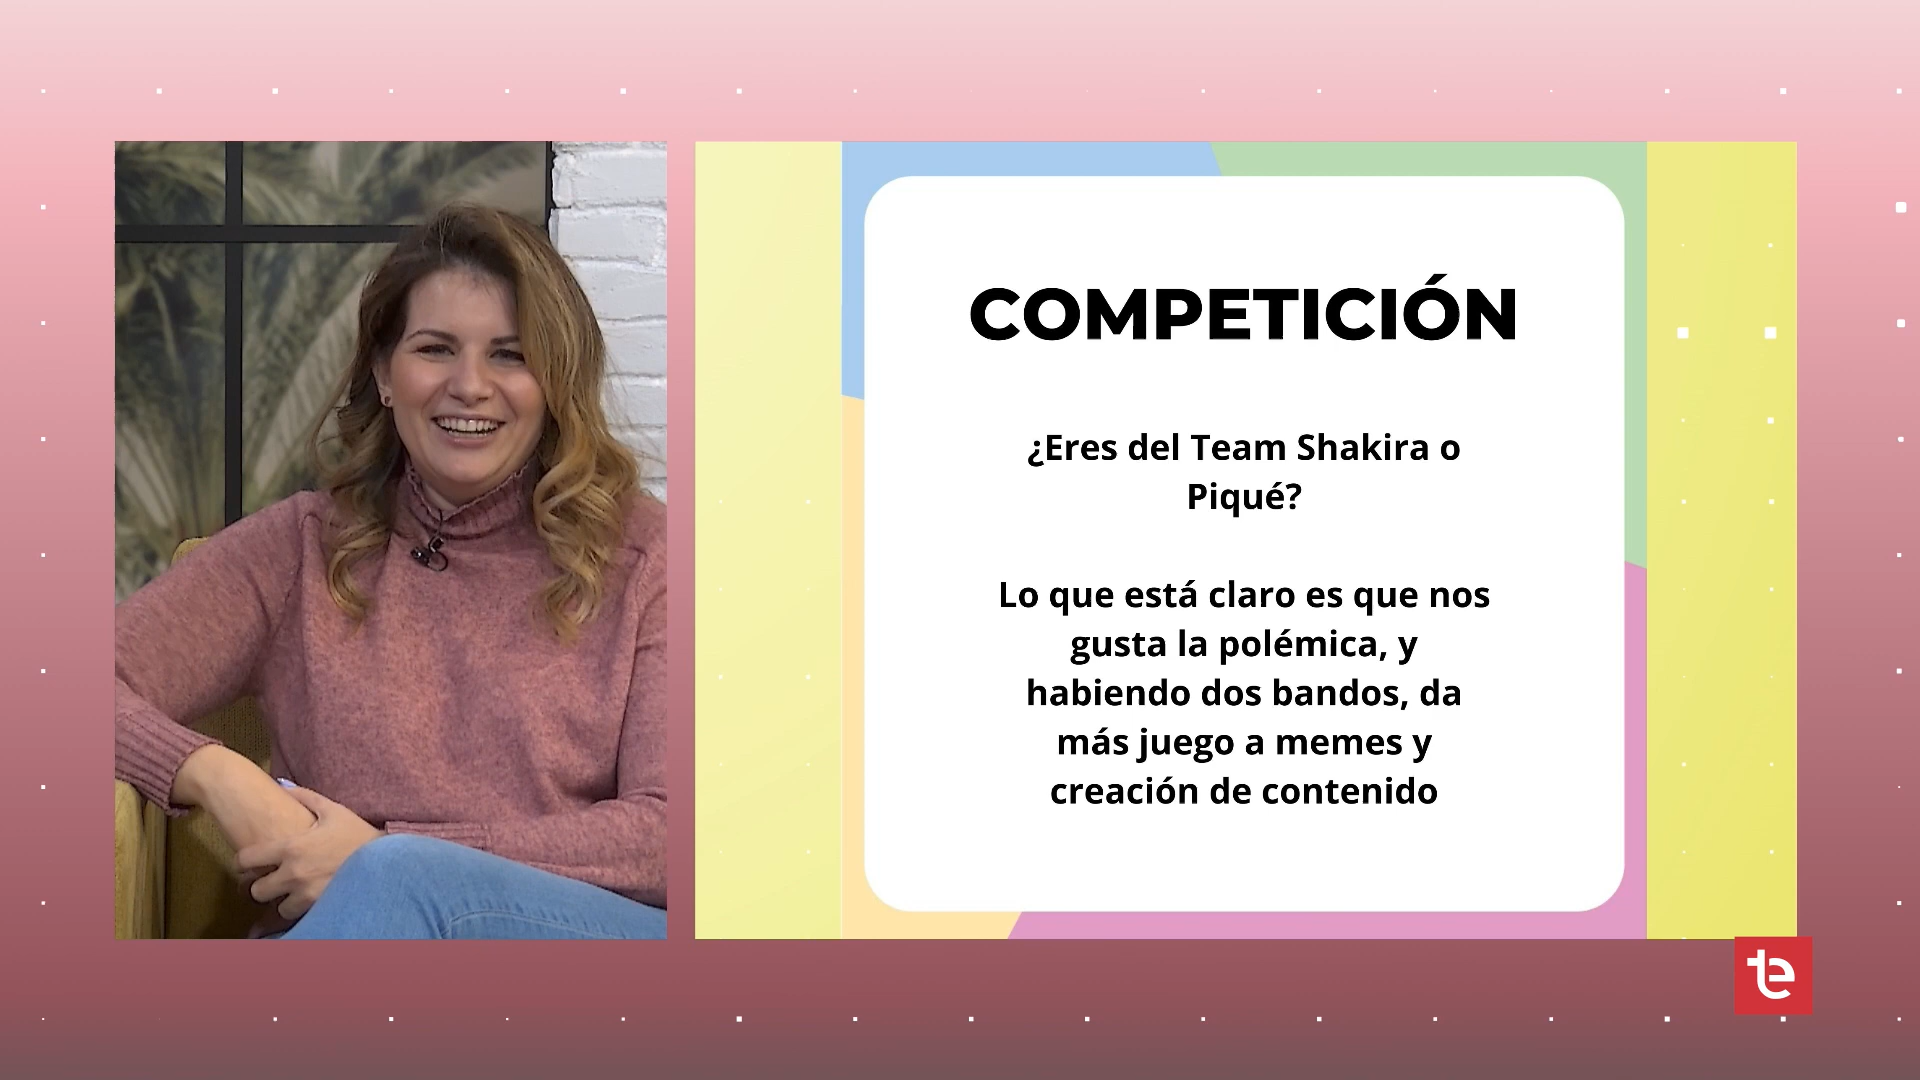 COMPETICIÓN
¿Eres del Team Shakira o
Piqué?
Lo que está claro es que nos
gusta la polémica, y
habiendo dos bandos, da
más juego a memes y
creación de contenido
te